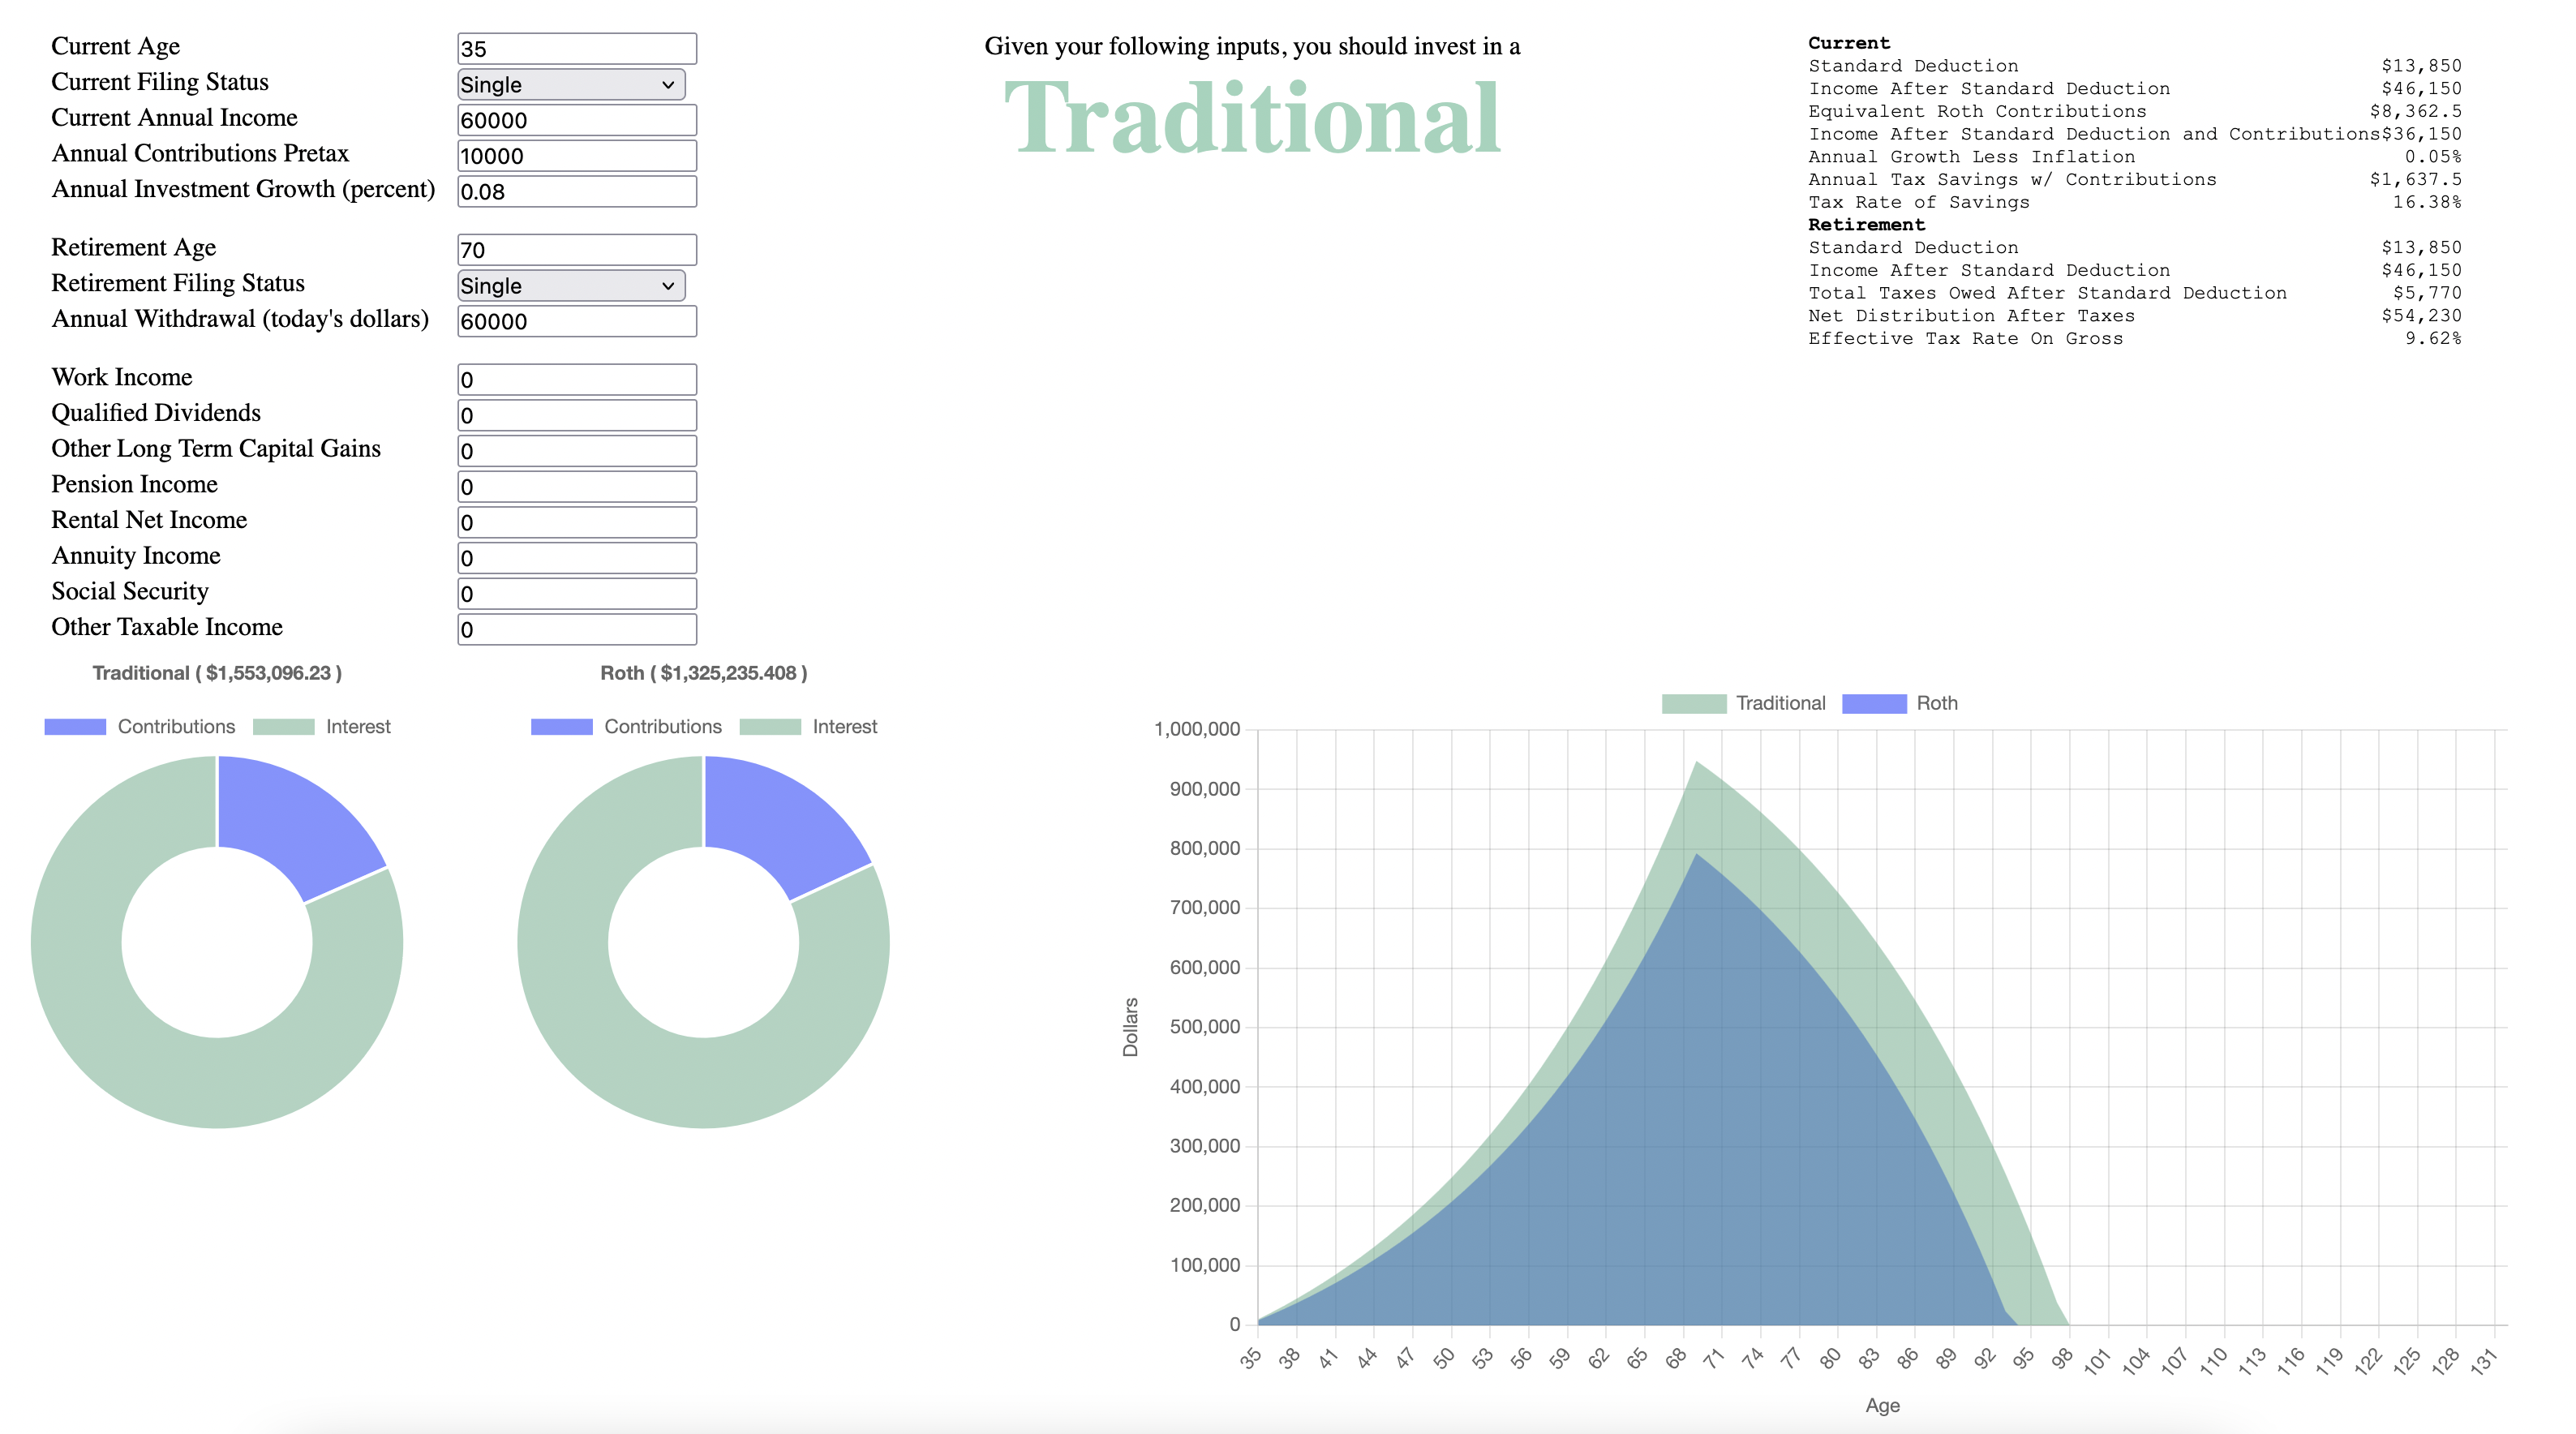 Current Age 35
Current Filing Status Single
Current Annual Income 60000
Annual Contributions Pretax 10000
Annual Investment Growth (percent) 0.08
Retirement Age 70
Retirement Filing Status Single
Annual Withdrawal (today's dollars) 60000
Work Income 0
Qualified Dividends 0
Other Long Term Capital Gains 0
Pension Income 0
Rental Net Income 0
Annuity Income 0
Social Security 0
Other Taxable Income 0
Given your following inputs, you should invest in a
Traditional
Current
Standard Deduction $13,850
Income After Standard Deduction $46,150
Equivalent Roth Contributions $8,362.5
Income After Standard Deduction and Contributions$36,150
Annual Growth Less Inflation 0.05%
Annual Tax Savings w/ Contributions $1,637.5
Tax Rate of Savings 16.38%
Retirement
Standard Deduction $13,850
Income After Standard Deduction $46,150
Total Taxes Owed After Standard Deduction $5,770
Net Distribution After Taxes $54,230
Effective Tax Rate On Gross 9.62%
Traditional ( $1,553,096.23 )
Contributions Interest
Roth ( $1,325,235.408 )
Contributions Interest
Traditional Roth
1,000,000
900,000
800,000
700,000
600,000
500,000
400,000
300,000
200,000
100,000
0
Dollars
35 38 41 44 47 50 53 56 59 62 65 68 71 74 77 80 83 86 89 92 95 98 101 104 107 110 113 116 119 122 125 128 131
Age